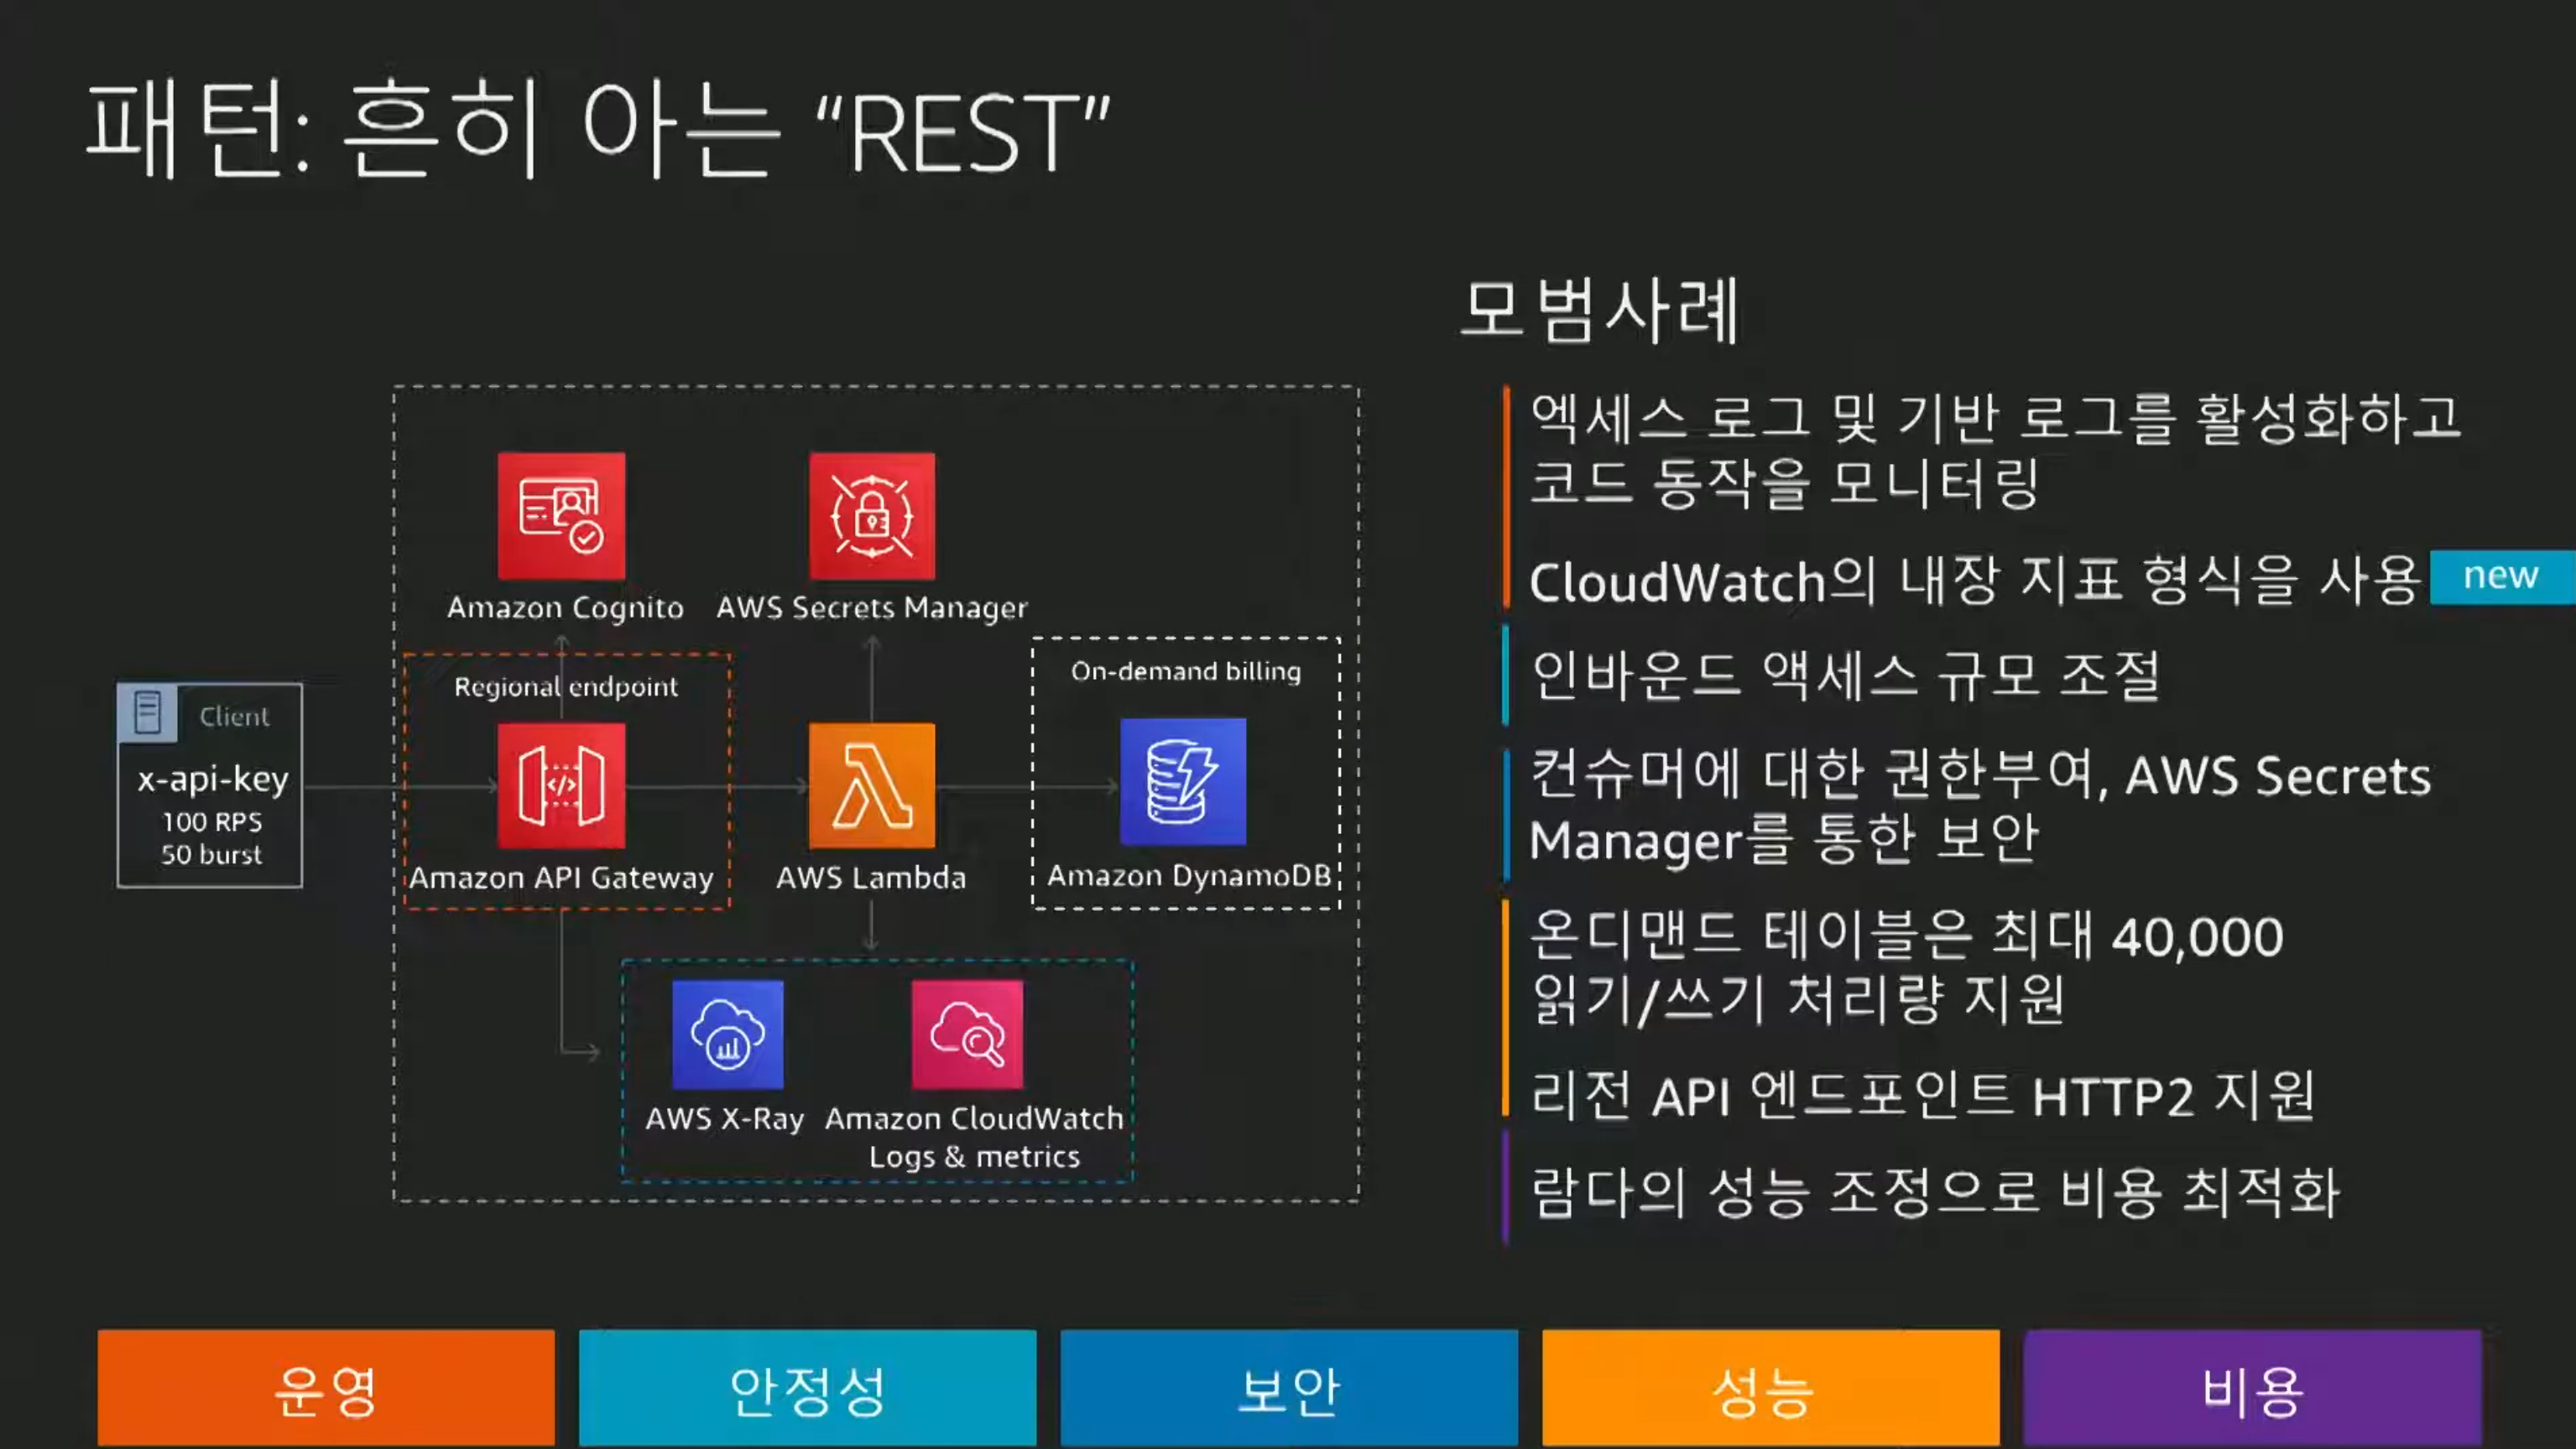 패턴: 흔히 아는 “REST”
모범사례
엑세스 로그 및 기반 로그를 활성화하고
코드 동작을 모니터링
CloudWatch의 내장 지표 형식을 사용
new
인바운드 액세스 규모 조절
컨슈머에 대한 권한부여, AWS Secrets
Manager를 통한 보안
온디맨드 테이블은 최대 40,000
읽기/쓰기 처리량 지원
리전 API 엔드포인트 HTTP2 지원
람다의 성능 조정으로 비용 최적화
Amazon Cognito
AWS Secrets Manager
Regional endpoint
On-demand billing
Client
x-api-key
100 RPS
50 burst
Amazon API Gateway
AWS Lambda
Amazon DynamoDB
AWS X-Ray
Amazon CloudWatch
Logs & metrics
운영
안정성
보안
성능
비용